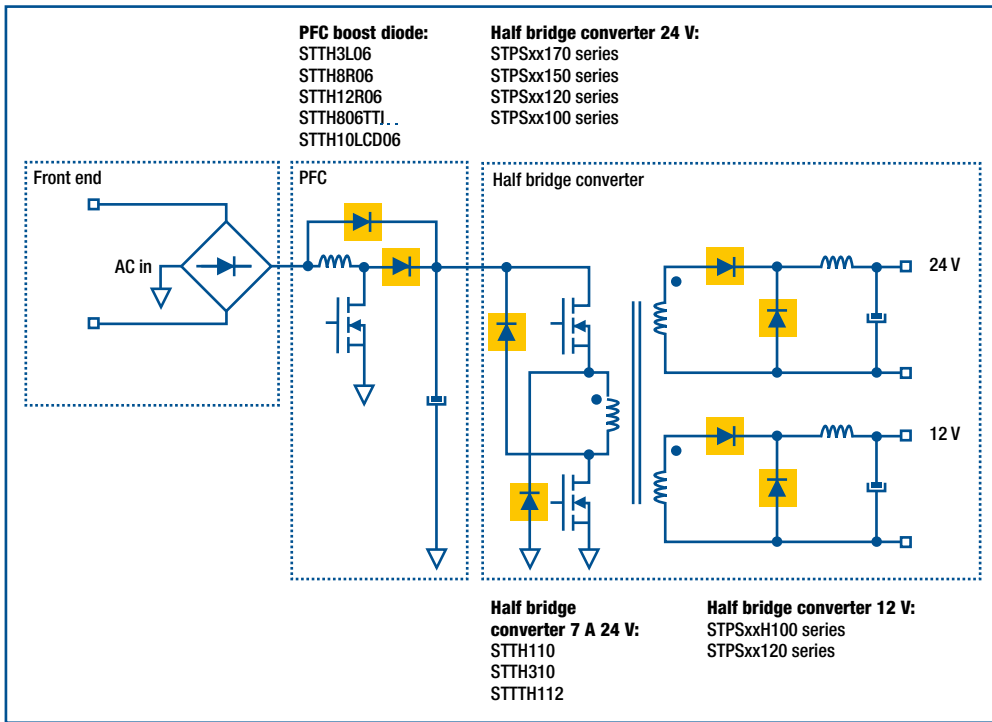 PFC boost diode:
STTH3L06
STTH8R06
STTH12R06
STTH806TTI
STTH10LCD06
Half bridge converter 24 V:
STPSxx170 series
STPSxx150 series
STPSxx120 series
STPSxx100 series
Front end
PFC
Half bridge converter
AC in
24 V
12 V
Half bridge
converter 7 A 24 V:
STTH110
STTH310
STTTH112
Half bridge converter 12 V:
STPSxxH100 series
STPSxx120 series